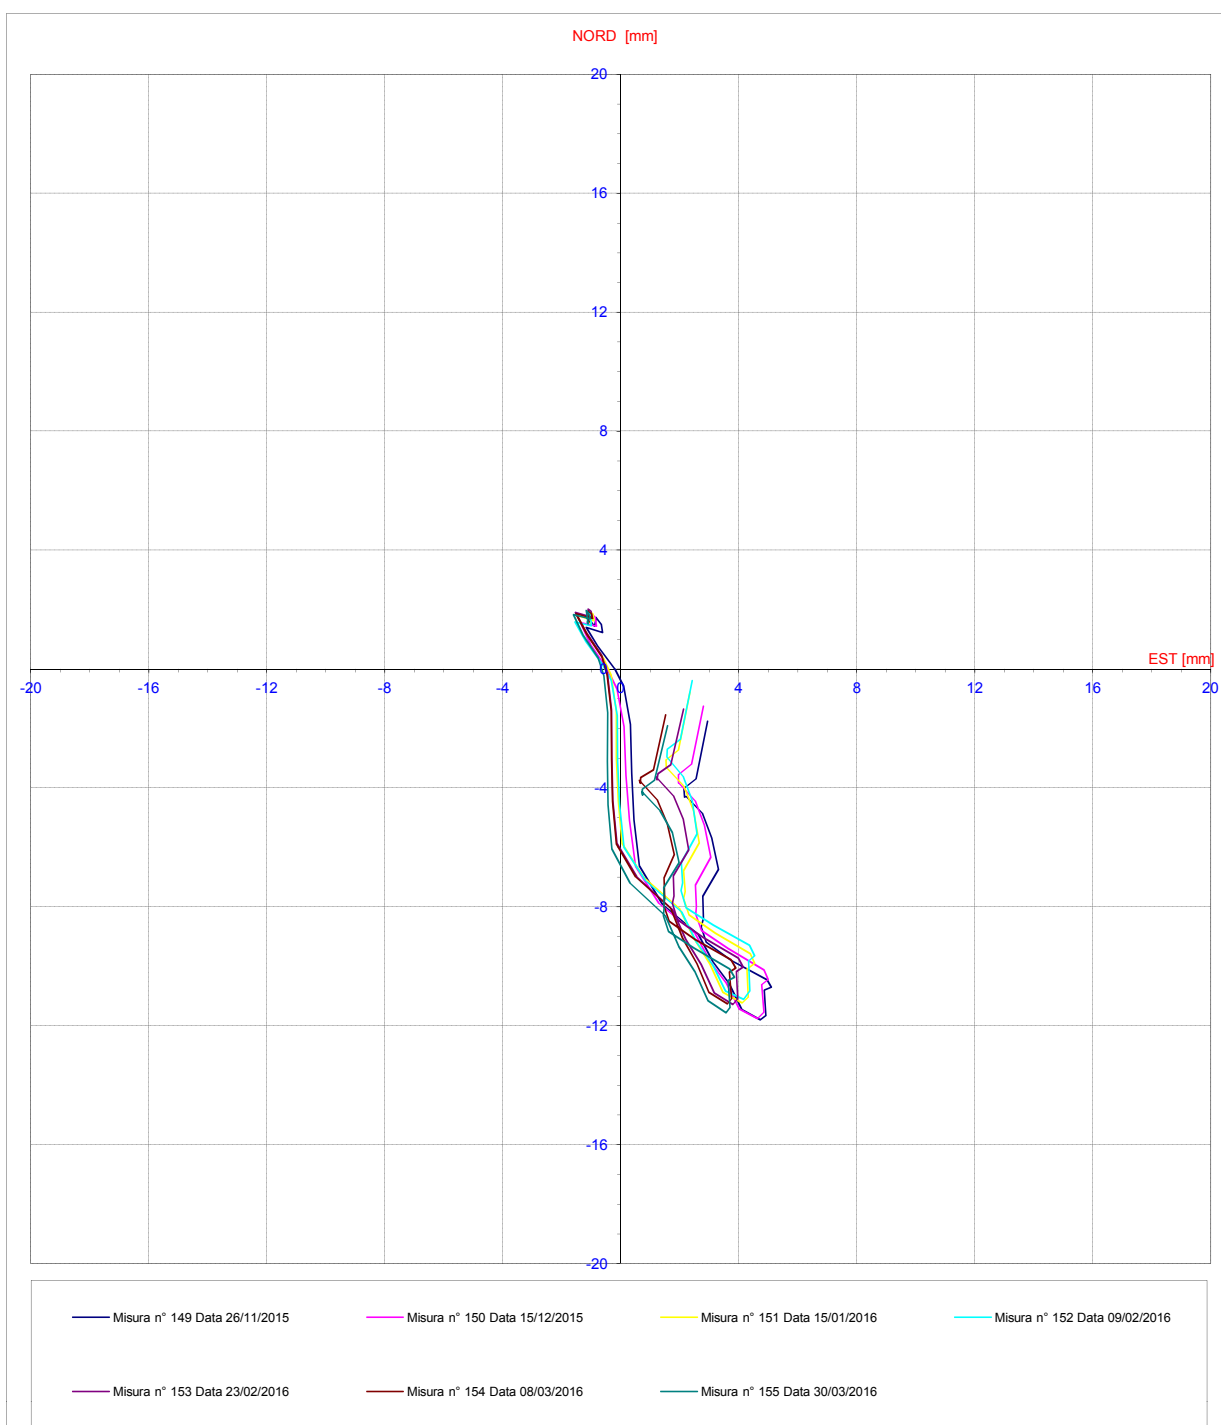 NORD [mm]
20
16
12
8
4
EST [mm]
0
-20 -16 -12 -8 -4 0 4 8 12 16 20
-4
-8
-12
-16
-20
Misura n° 149 Data 26/11/2015 Misura n° 150 Data 15/12/2015 Misura n° 151 Data 15/01/2016 Misura n° 152 Data 09/02/2016
Misura n° 153 Data 23/02/2016 Misura n° 154 Data 08/03/2016 Misura n° 155 Data 30/03/2016